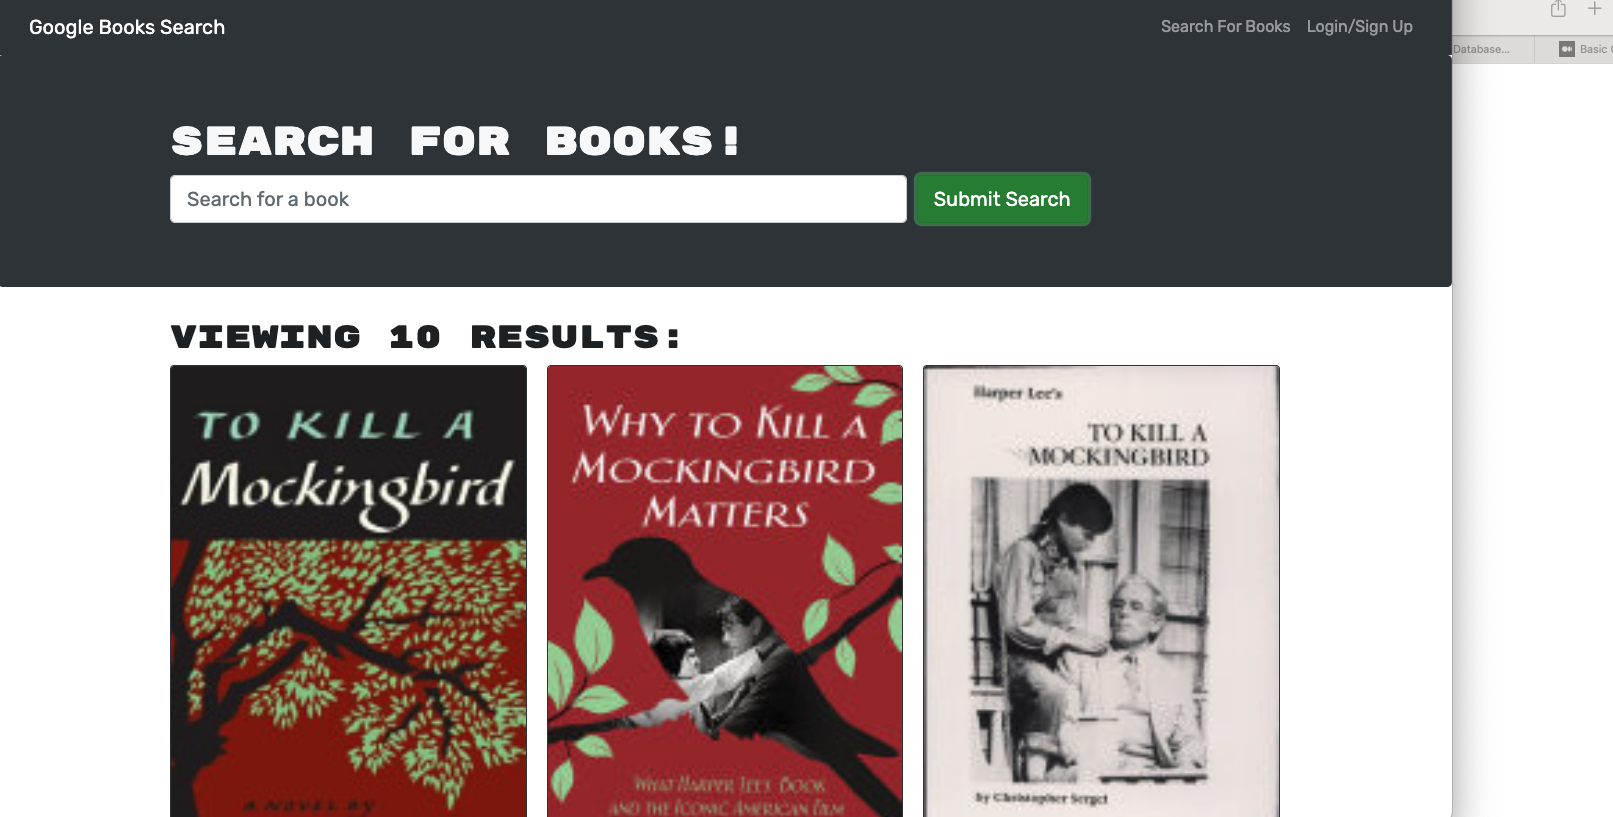 Google Books Search
Search For Books
Login/Sign Up
Database...
Basic
SEARCH FOR BOOKS!
Search for a book
Submit Search
VIEWING 10 RESULTS:
TO KILL A
Mockingbird
A NOVEL BY
WHY TO KILL A
MOCKINGBIRD
MATTERS
WHAT HARPER LEE'S BOOK
AND THE ICONIC AMERICAN FILM
Harper Lee's
TO KILL A
MOCKINGBIRD
by Christopher Sergel